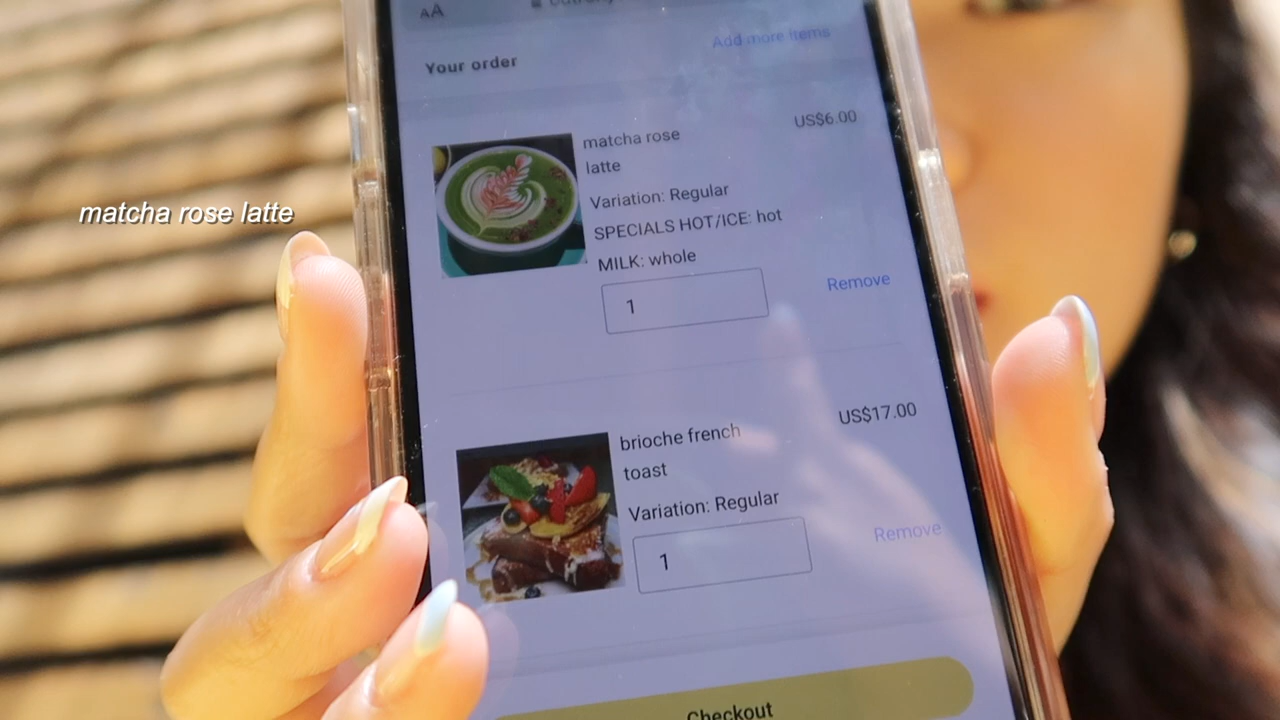 AA
Add more items
Your order
matcha rose
latte
US$6.00
Variation: Regular
SPECIALS HOT/ICE: hot
MILK: whole
1
Remove
matcha rose latte
brioche french
toast
US$17.00
Variation: Regular
1
Remove
Checkout